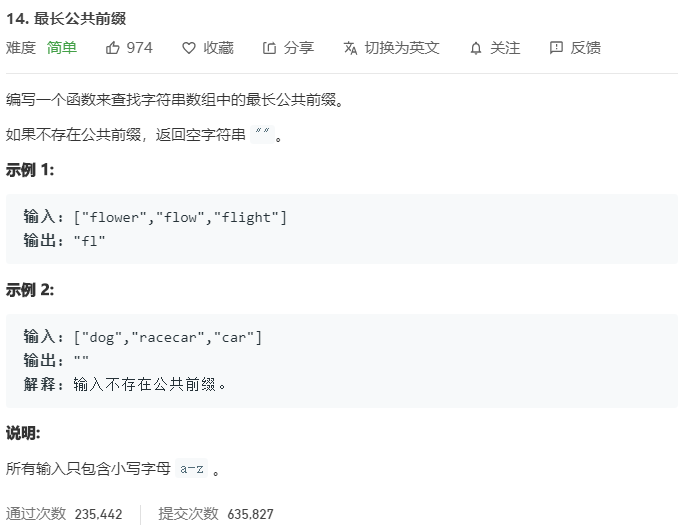 14. 最长公共前缀
难度 简单 974 收藏 分享 切换为英文 关注 反馈
编写一个函数来查找字符串数组中的最长公共前缀。
如果不存在公共前缀，返回空字符串 ""。
示例 1:
输入: ["flower","flow","flight"]
输出: "fl"
示例 2:
输入: ["dog","racecar","car"]
输出: ""
解释: 输入不存在公共前缀。
说明:
所有输入只包含小写字母 a-z 。
通过次数 235,442 提交次数 635,827